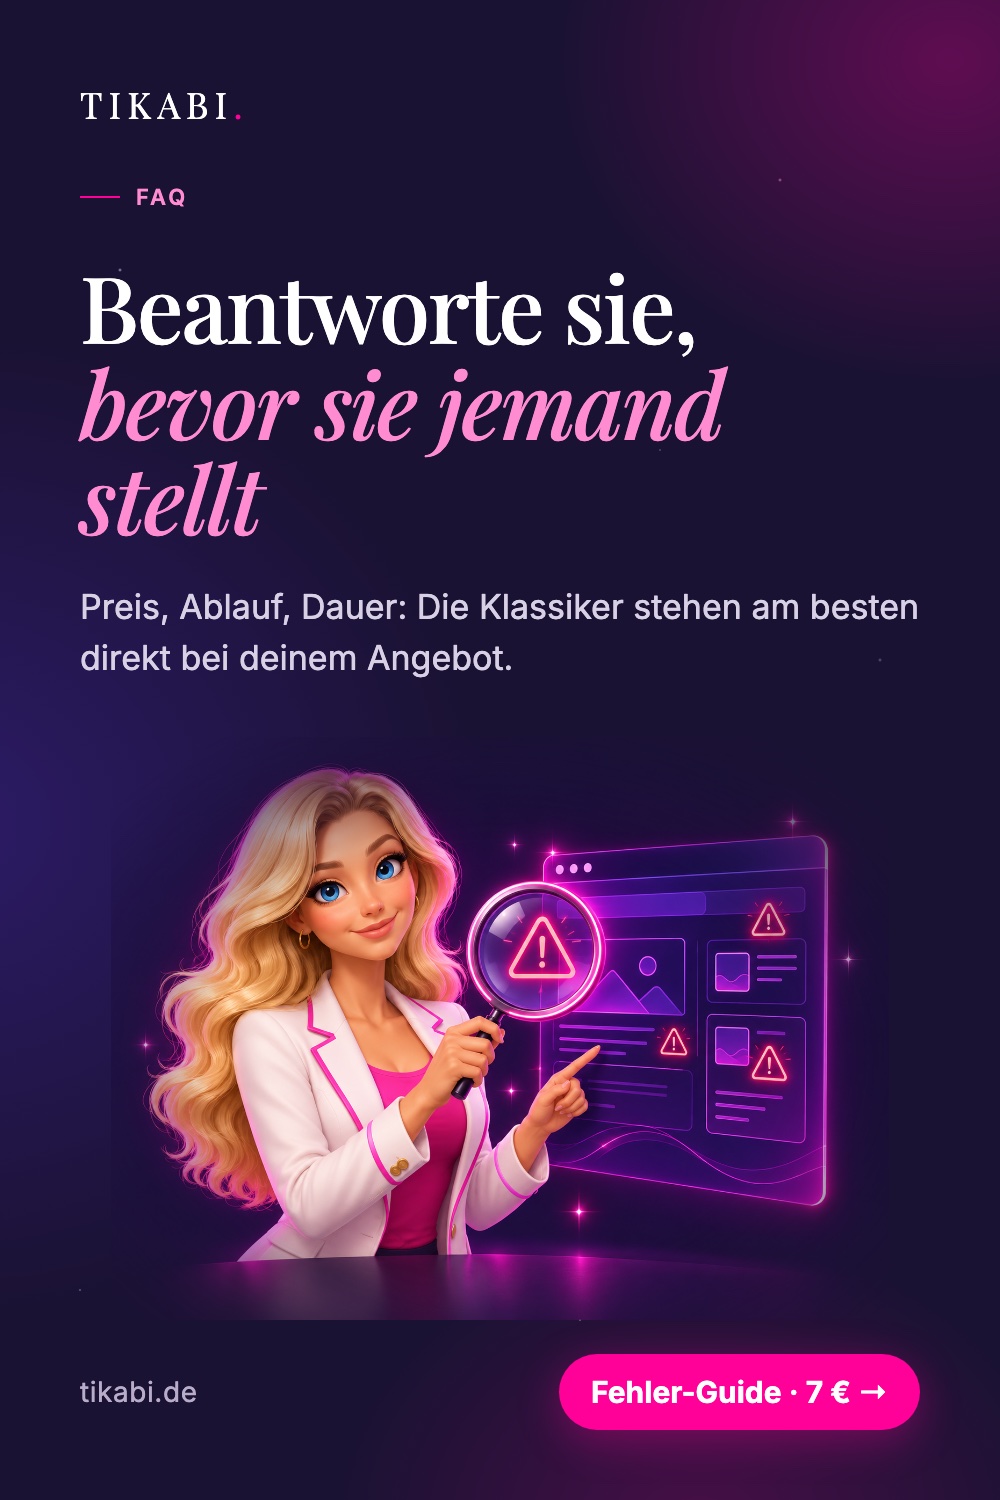 TIKABI.
FAQ
Beantworte sie,
bevor sie jemand
stellt
Preis, Ablauf, Dauer: Die Klassiker stehen am besten
direkt bei deinem Angebot.
tikabi.de
Fehler-Guide · 7 € →